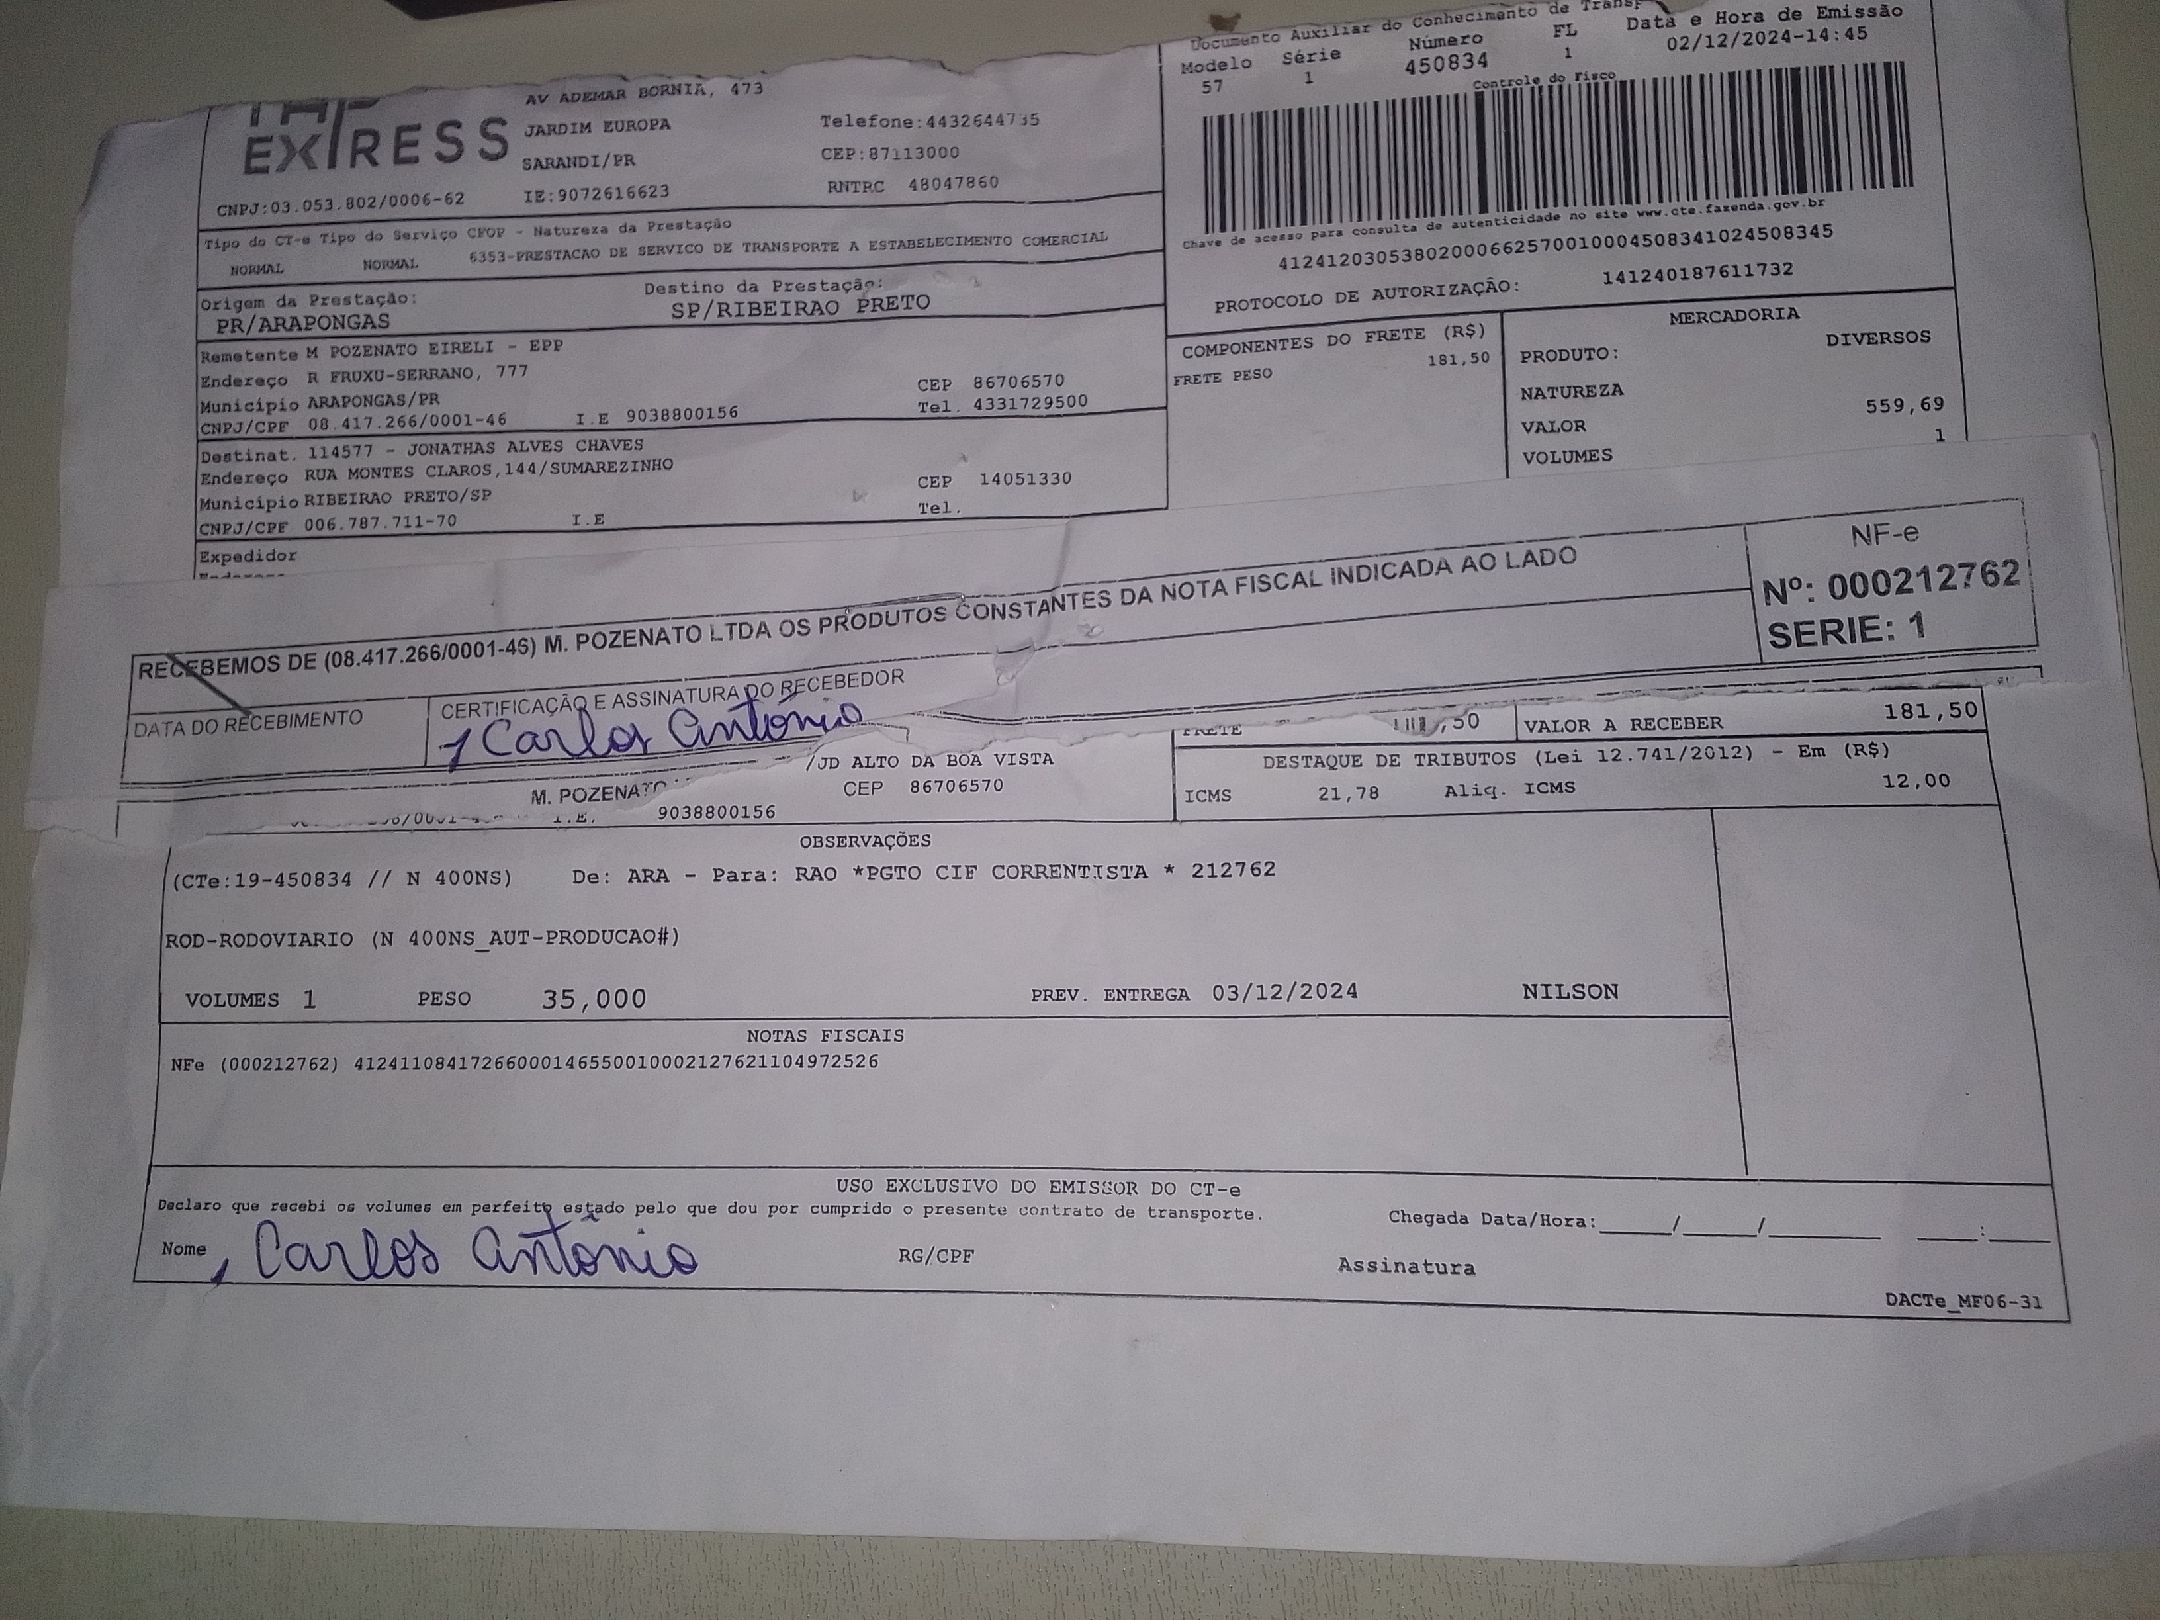 Documento Auxiliar do Conhecimento de
Modelo Série Número FL Data e Hora de Emissão
57 1 450834 1 02/12/2024-14:45
Controle do Fisco
EXPRESS
AV ADEMAR BORNIA, 473
JARDIM EUROPA Telefone:4432644735
SARANDI/PR CEP:87113000
CNPJ:03.053.802/0006-62 IE:9072616623 RNTRC 48047860
Chave de acesso para consulta de autenticidade no site www.cte.fazenda.gov.br
41241203053802000662570010004508341024508345
PROTOCOLO DE AUTORIZAÇÃO: 141240187611732
Tipo do CT-e Tipo do Serviço CFOP - Natureza da Prestação
NORMAL NORMAL 6353-PRESTACAO DE SERVICO DE TRANSPORTE A ESTABELECIMENTO COMERCIAL
Origem da Prestação: Destino da Prestação:
PR/ARAPONGAS SP/RIBEIRAO PRETO
Remetente M POZENATO EIRELI - EPP
Endereço R FRUXU-SERRANO, 777 CEP 86706570
Município ARAPONGAS/PR Tel. 4331729500
CNPJ/CPF 08.417.266/0001-46 I.E 9038800156
Destinat. 114577 - JONATHAS ALVES CHAVES
Endereço RUA MONTES CLAROS,144/SUMAREZINHO CEP 14051330
Município RIBEIRAO PRETO/SP Tel.
CNPJ/CPF 006.787.711-70 I.E
Expedidor
COMPONENTES DO FRETE (R$)
FRETE PESO 181,50
MERCADORIA
PRODUTO: DIVERSOS
NATUREZA
VALOR 559,69
VOLUMES 1
RECEBEMOS DE (08.417.266/0001-46) M. POZENATO LTDA OS PRODUTOS CONSTANTES DA NOTA FISCAL INDICADA AO LADO
NF-e
Nº: 000212762
SERIE: 1
DATA DO RECEBIMENTO
CERTIFICAÇÃO E ASSINATURA DO RECEBEDOR
Carlos Antônio
M. POZENATO
/JD ALTO DA BOA VISTA
CEP 86706570
I.E. 9038800156
FRETE ,50 VALOR A RECEBER 181,50
DESTAQUE DE TRIBUTOS (Lei 12.741/2012) - Em (R$)
ICMS 21,78 Aliq. ICMS 12,00
OBSERVAÇÕES
(CTe:19-450834 // N 400NS) De: ARA - Para: RAO *PGTO CIF CORRENTISTA * 212762
ROD-RODOVIARIO (N 400NS_AUT-PRODUCAO#)
VOLUMES 1 PESO 35,000 PREV. ENTREGA 03/12/2024 NILSON
NOTAS FISCAIS
NFe (000212762) 41241108417266000146550010002127621104972526
USO EXCLUSIVO DO EMISSOR DO CT-e
Declaro que recebi os volumes em perfeito estado pelo que dou por cumprido o presente contrato de transporte.
Chegada Data/Hora:____/____/______ ____:____
Nome Carlos Antônio RG/CPF Assinatura
DACTe_MF06-31